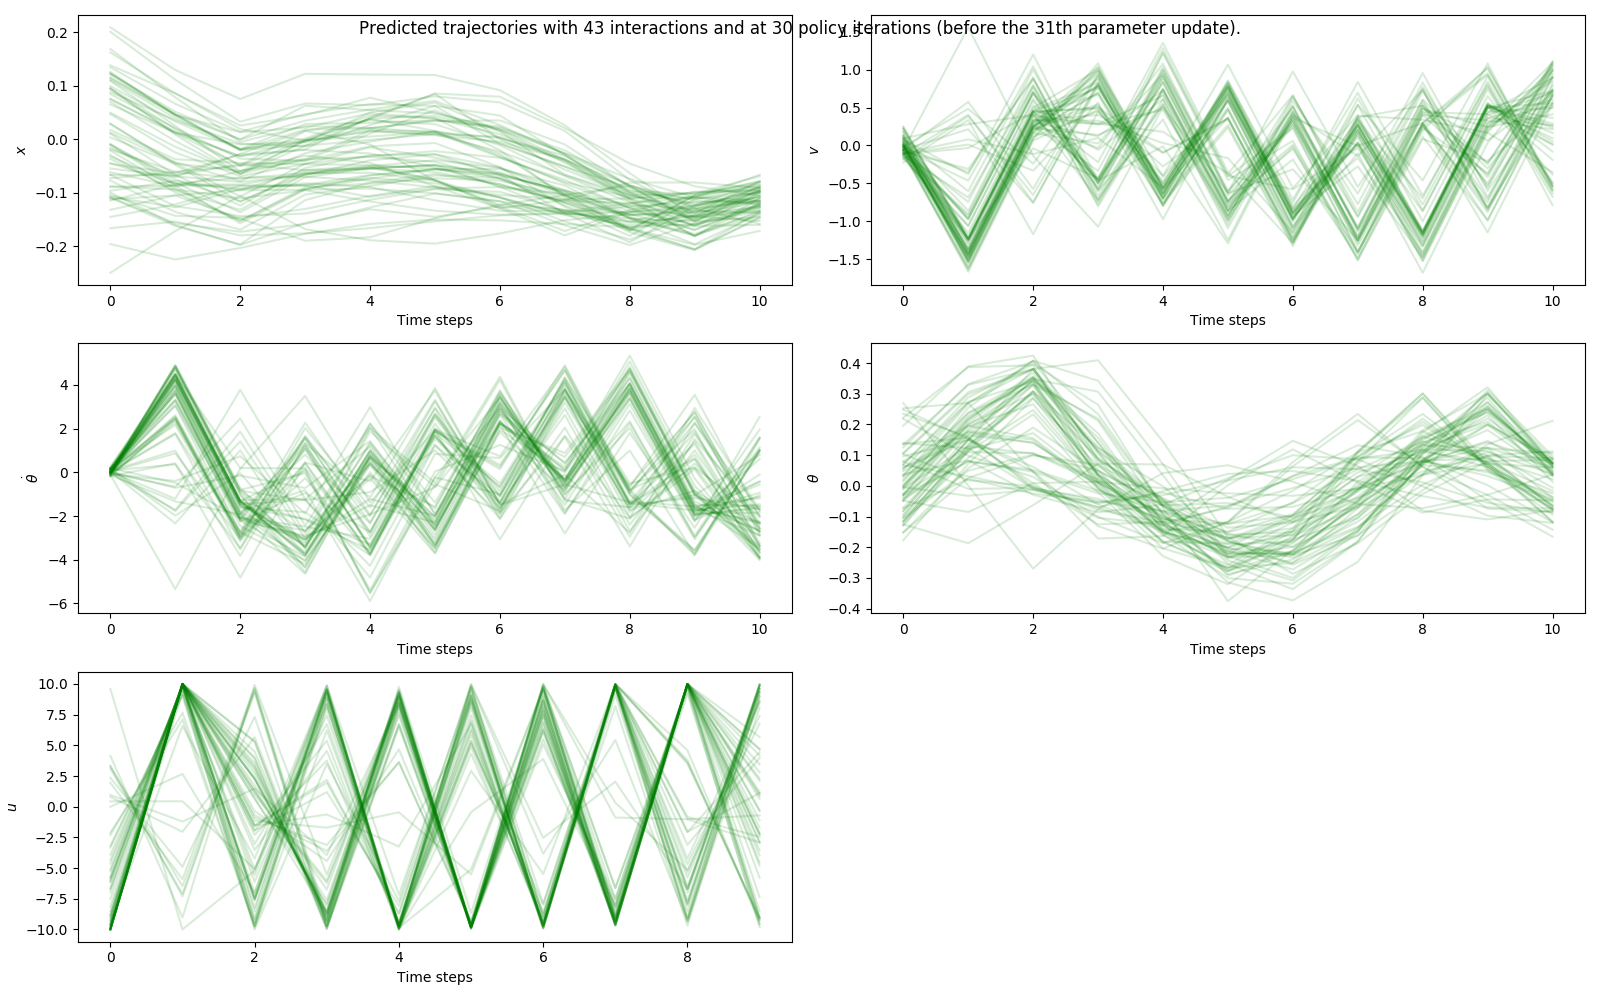 Predicted trajectories with 43 interactions and at 30 policy iterations (before the 31th parameter update).
0.2
0.1
0.0
−0.1
−0.2
x
0 2 4 6 8 10
Time steps
1.5
1.0
0.5
0.0
−0.5
−1.0
−1.5
v
0 2 4 6 8 10
Time steps
4
2
0
−2
−4
−6
θ̇
0 2 4 6 8 10
Time steps
0.4
0.3
0.2
0.1
0.0
−0.1
−0.2
−0.3
−0.4
θ
0 2 4 6 8 10
Time steps
10.0
7.5
5.0
2.5
0.0
−2.5
−5.0
−7.5
−10.0
u
0 2 4 6 8
Time steps